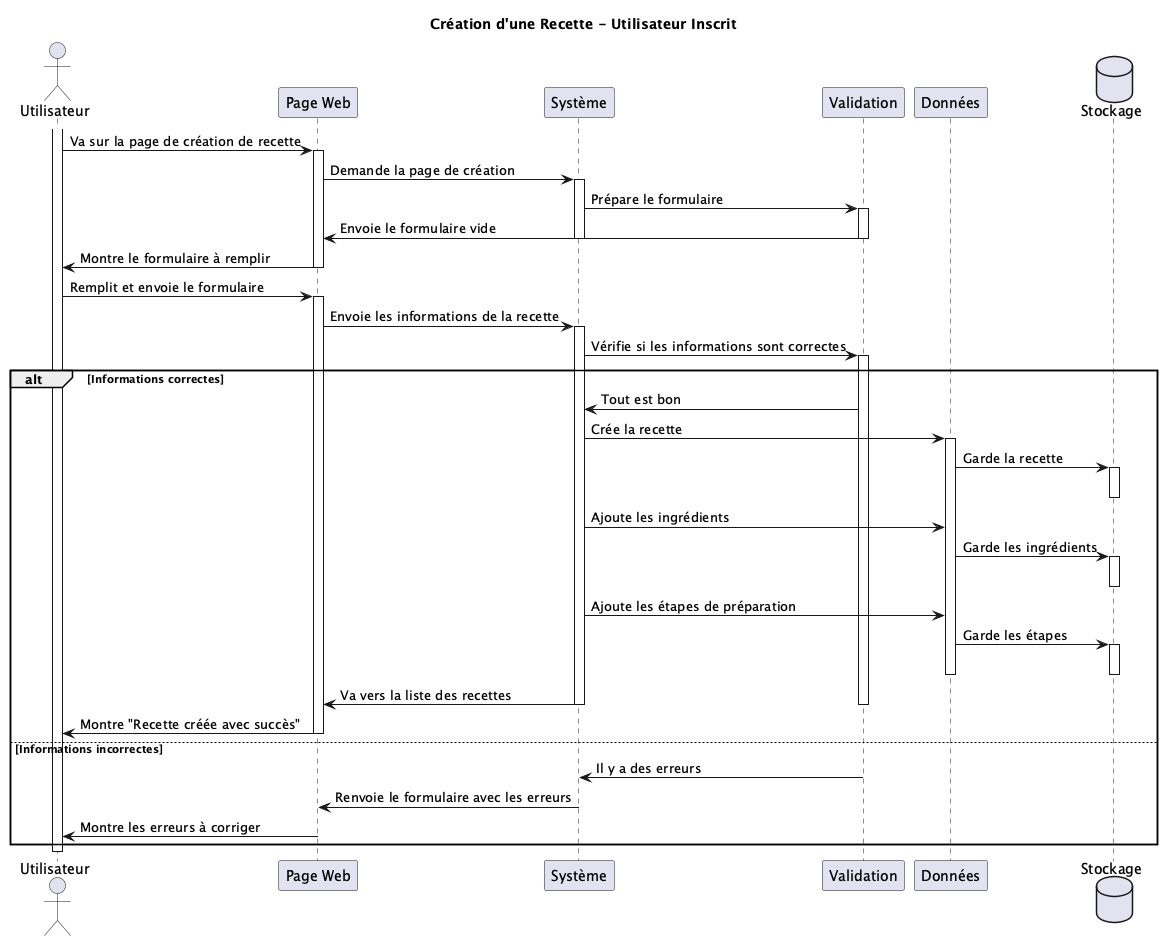 Création d'une Recette - Utilisateur Inscrit
Utilisateur
Page Web
Système
Validation
Données
Stockage
Va sur la page de création de recette
Demande la page de création
Prépare le formulaire
Envoie le formulaire vide
Montre le formulaire à remplir
Remplit et envoie le formulaire
Envoie les informations de la recette
Vérifie si les informations sont correctes
alt [Informations correctes]
Tout est bon
Crée la recette
Garde la recette
Ajoute les ingrédients
Garde les ingrédients
Ajoute les étapes de préparation
Garde les étapes
Va vers la liste des recettes
Montre "Recette créée avec succès"
[Informations incorrectes]
Il y a des erreurs
Renvoie le formulaire avec les erreurs
Montre les erreurs à corriger
Utilisateur
Page Web
Système
Validation
Données
Stockage